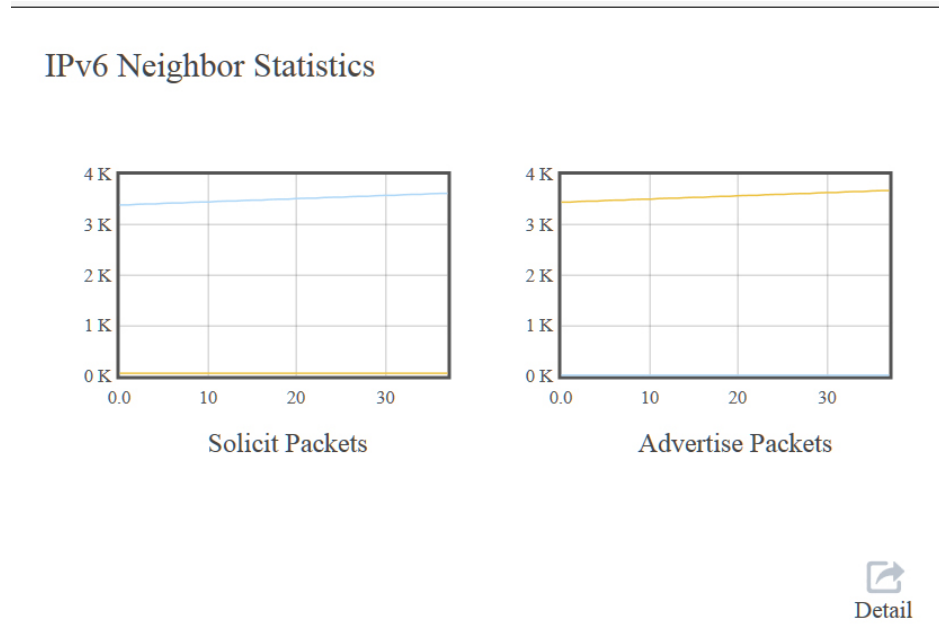 IPv6 Neighbor Statistics
4 K
3 K
2 K
1 K
0 K
0.0 10 20 30
Solicit Packets
4 K
3 K
2 K
1 K
0 K
0.0 10 20 30
Advertise Packets
Detail